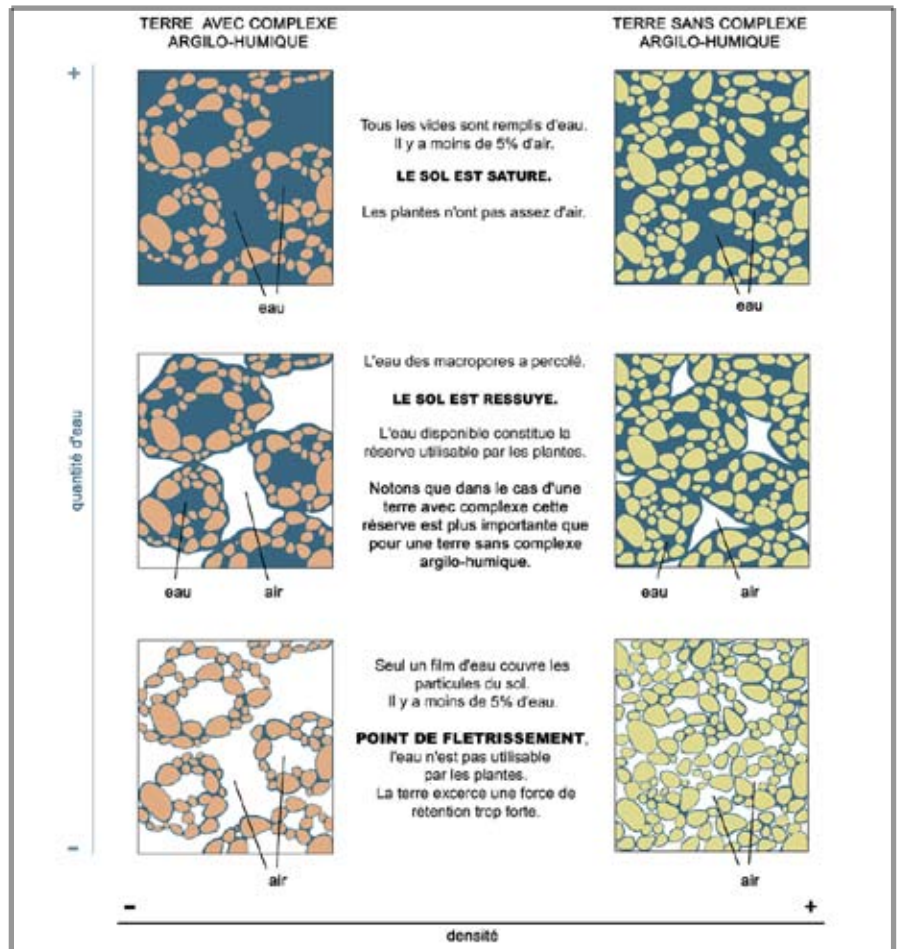 TERRE AVEC COMPLEXE
ARGILO-HUMIQUE
TERRE SANS COMPLEXE
ARGILO-HUMIQUE
+
Tous les vides sont remplis d'eau.
Il y a moins de 5% d'air.
LE SOL EST SATURE.
Les plantes n'ont pas assez d'air.
eau
eau
quantité d'eau
L'eau des macropores a percolé.
LE SOL EST RESSUYE.
L'eau disponible constitue la
réserve utilisable par les plantes.
Notons que dans le cas d'une
terre avec complexe cette
réserve est plus importante que
pour une terre sans complexe
argilo-humique.
eau
air
eau
air
Seul un film d'eau couvre les
particules du sol.
Il y a moins de 5% d'eau.
POINT DE FLETRISSEMENT,
l'eau n'est pas utilisable
par les plantes.
La terre excerce une force de
rétention trop forte.
-
air
air
-
+
densité